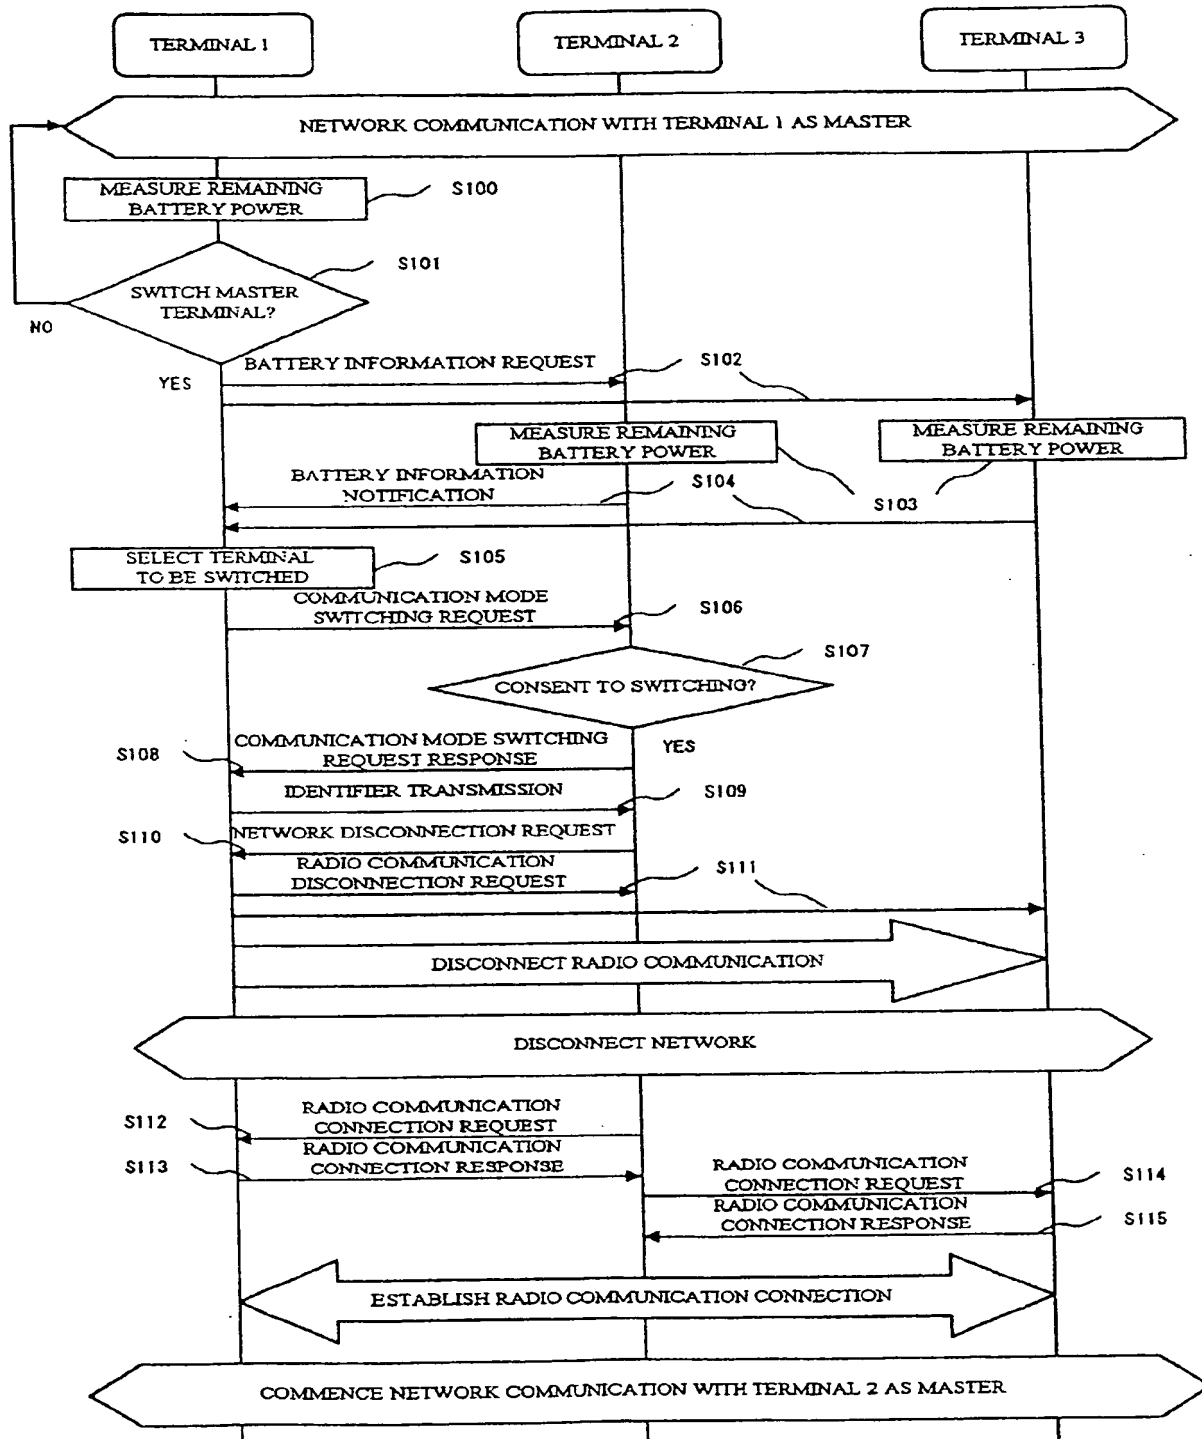 TERMINAL 1
TERMINAL 2
TERMINAL 3
NETWORK COMMUNICATION WITH TERMINAL 1 AS MASTER
MEASURE REMAINING
BATTERY POWER
S100
S101
SWITCH MASTER
TERMINAL?
NO
YES
BATTERY INFORMATION REQUEST
S102
MEASURE REMAINING
BATTERY POWER
MEASURE REMAINING
BATTERY POWER
S103
BATTERY INFORMATION
NOTIFICATION
S104
SELECT TERMINAL
TO BE SWITCHED
S105
COMMUNICATION MODE
SWITCHING REQUEST
S106
S107
CONSENT TO SWITCHING?
YES
COMMUNICATION MODE SWITCHING
REQUEST RESPONSE
S108
IDENTIFIER TRANSMISSION
S109
S110
NETWORK DISCONNECTION REQUEST
RADIO COMMUNICATION
DISCONNECTION REQUEST
S111
DISCONNECT RADIO COMMUNICATION
DISCONNECT NETWORK
RADIO COMMUNICATION
CONNECTION REQUEST
S112
RADIO COMMUNICATION
CONNECTION RESPONSE
S113
RADIO COMMUNICATION
CONNECTION REQUEST
S114
RADIO COMMUNICATION
CONNECTION RESPONSE
S115
ESTABLISH RADIO COMMUNICATION CONNECTION
COMMENCE NETWORK COMMUNICATION WITH TERMINAL 2 AS MASTER